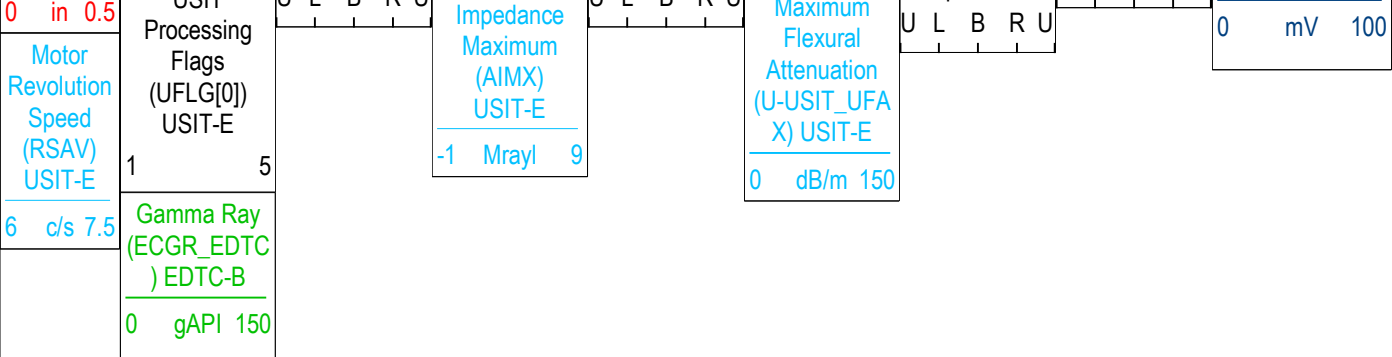 0 in 0.5
Motor
Revolution
Speed
(RSAV)
USIT-E
6 c/s 7.5
Processing
Flags
(UFLG[0])
USIT-E
1 5
Gamma Ray
(ECGR_EDTC
) EDTC-B
0 gAPI 150
U L B R U
Impedance
Maximum
(AIMX)
USIT-E
-1 Mrayl 9
U L B R U
Maximum
Flexural
Attenuation
(U-USIT_UFA
X) USIT-E
0 dB/m 150
U L B R U
0 mV 100